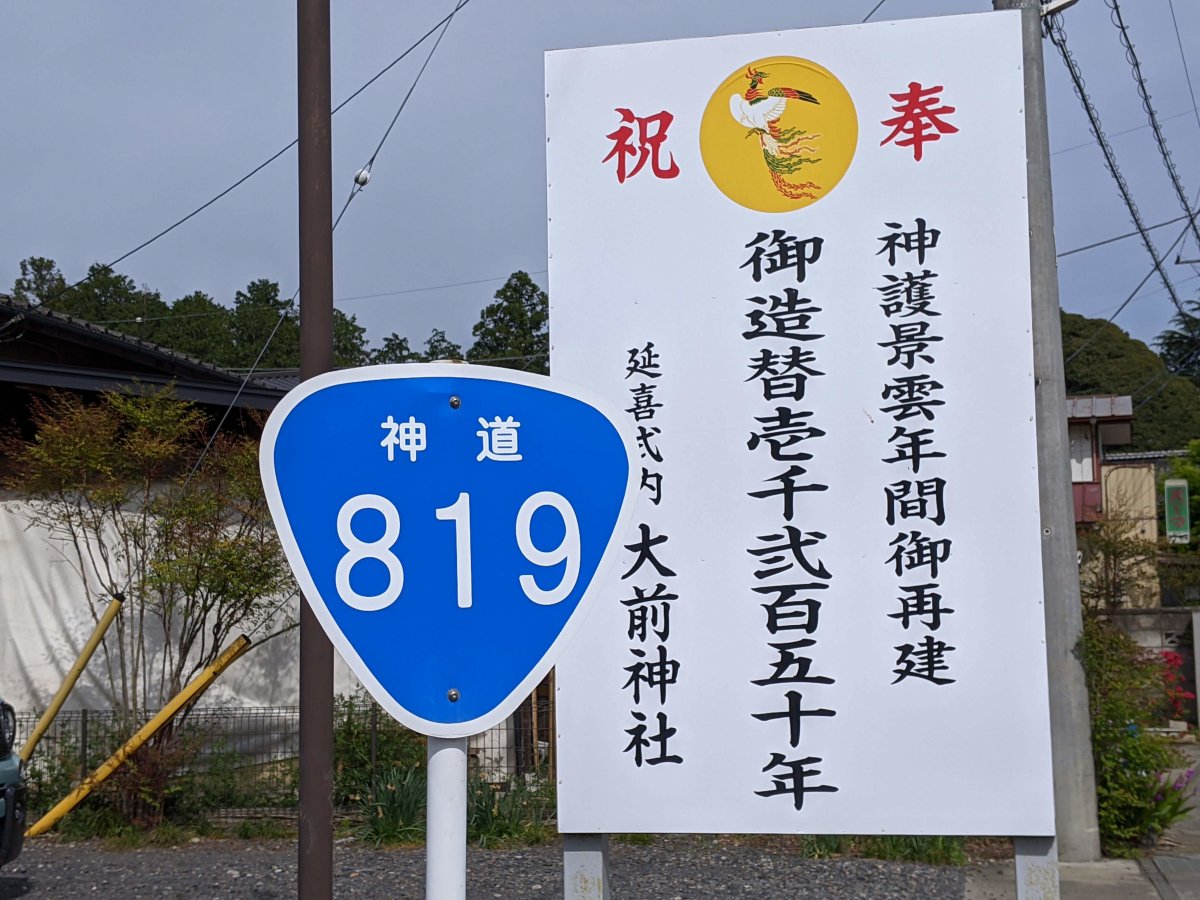 奉祝
神護景雲年間御再建
御造替壱千弐百五十年
延喜式内 大前神社
神道
819